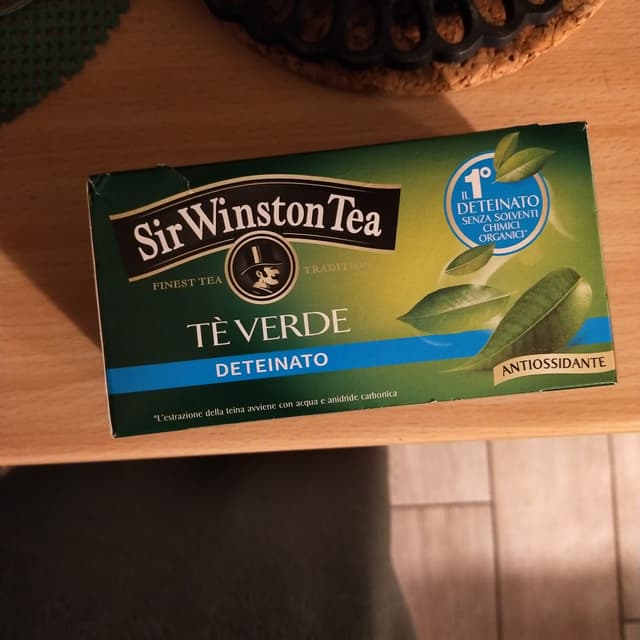 Sir Winston Tea
FINEST TEA TRADITION
TÈ VERDE
DETEINATO
*L'estrazione della teina avviene con acqua e anidride carbonica
IL 1°
DETEINATO
SENZA SOLVENTI
CHIMICI
ORGANICI*
ANTIOSSIDANTE